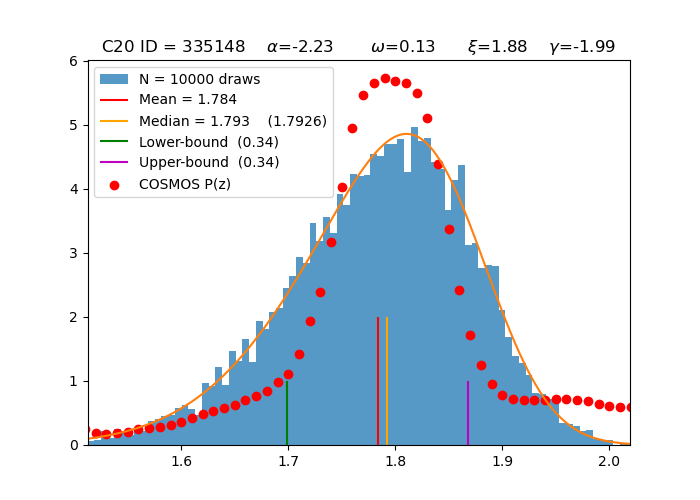 C20 ID = 335148 α=-2.23 ω=0.13 ξ=1.88 γ=-1.99
N = 10000 draws
Mean = 1.784
Median = 1.793 (1.7926)
Lower-bound (0.34)
Upper-bound (0.34)
COSMOS P(z)
6
5
4
3
2
1
0
1.6 1.7 1.8 1.9 2.0